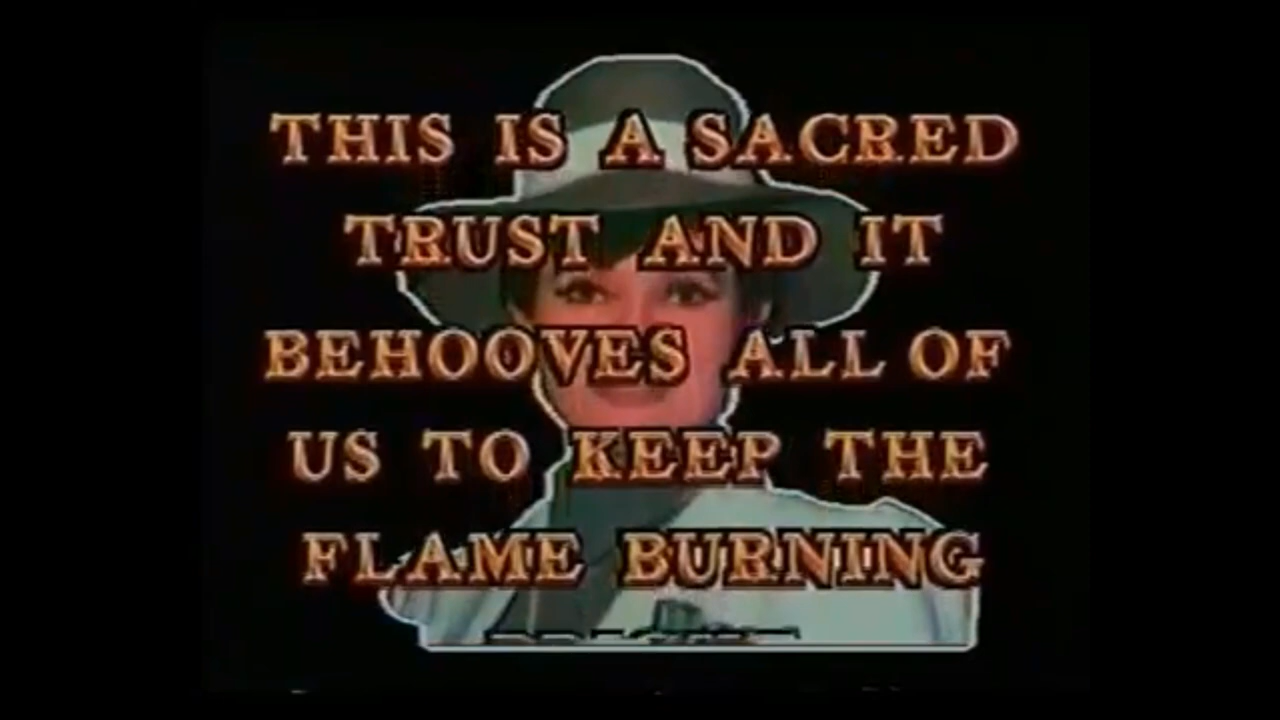 THIS IS A SACRED
TRUST AND IT
BEHOOVES ALL OF
US TO KEEP THE
FLAME BURNING